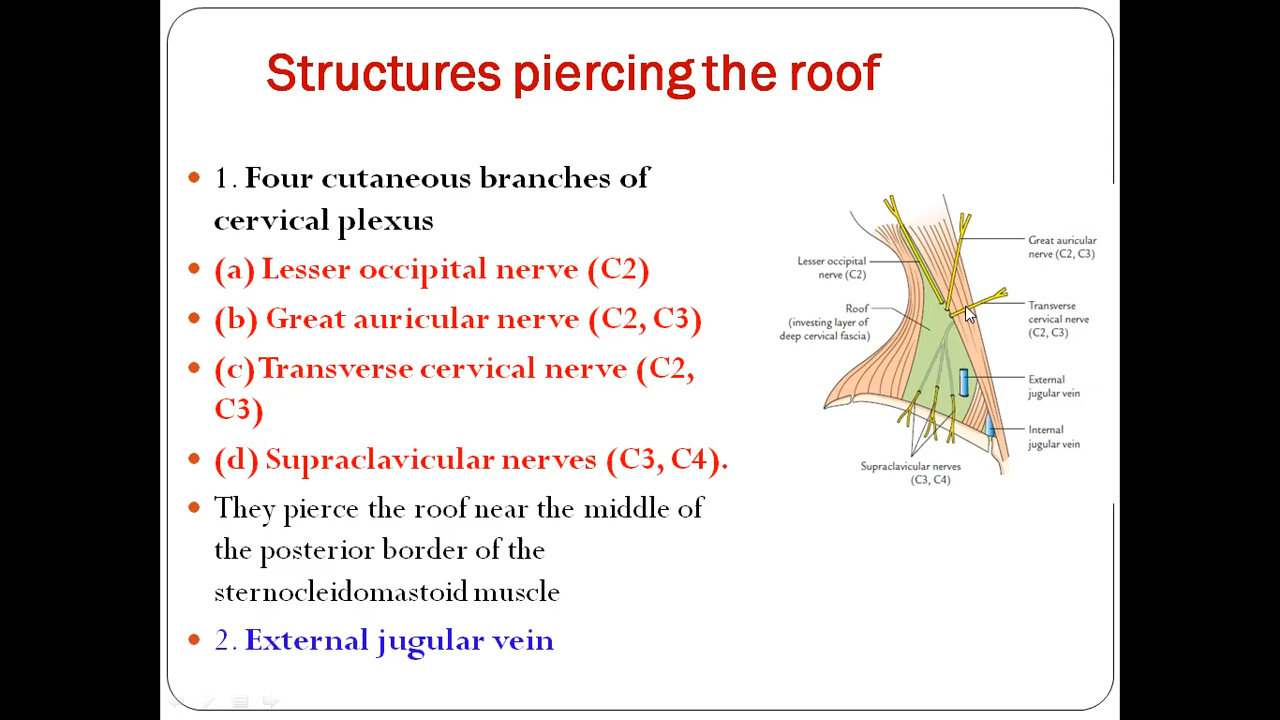 Structures piercing the roof
• 1. Four cutaneous branches of
cervical plexus
• (a) Lesser occipital nerve (C2)
• (b) Great auricular nerve (C2, C3)
• (c) Transverse cervical nerve (C2,
C3)
• (d) Supraclavicular nerves (C3, C4).
• They pierce the roof near the middle of
the posterior border of the
sternocleidomastoid muscle
• 2. External jugular vein
Lesser occipital
nerve (C2)
Roof
(investing layer of
deep cervical fascia)
Great auricular
nerve (C2, C3)
Transverse
cervical nerve
(C2, C3)
External
jugular vein
Internal
jugular vein
Supraclavicular nerves
(C3, C4)